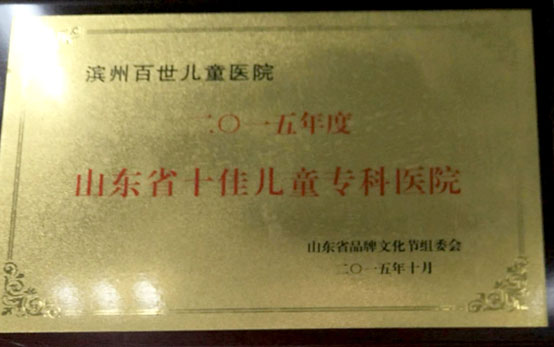 滨州百世儿童医院
二〇一五年度
山东省十佳儿童专科医院
山东省品牌文化节组委会
二〇一五年十月